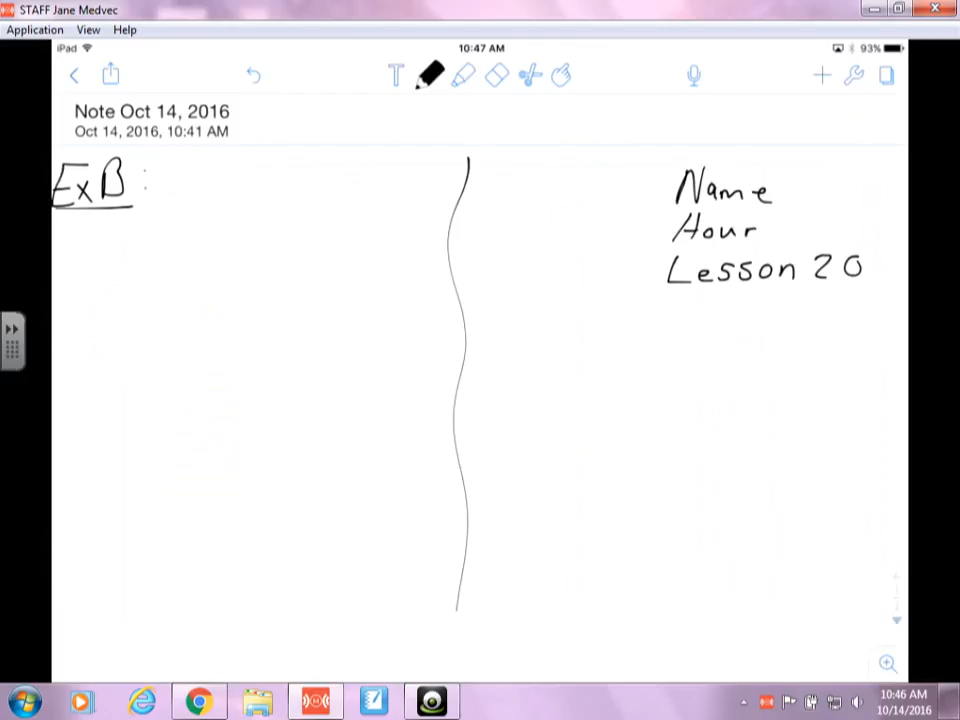 STAFF Jane Medvec
Application View Help
iPad 10:47 AM 93%
T
Note Oct 14, 2016
Oct 14, 2016, 10:41 AM
Ex B :
Name
Hour
Lesson 20
10:46 AM
10/14/2016